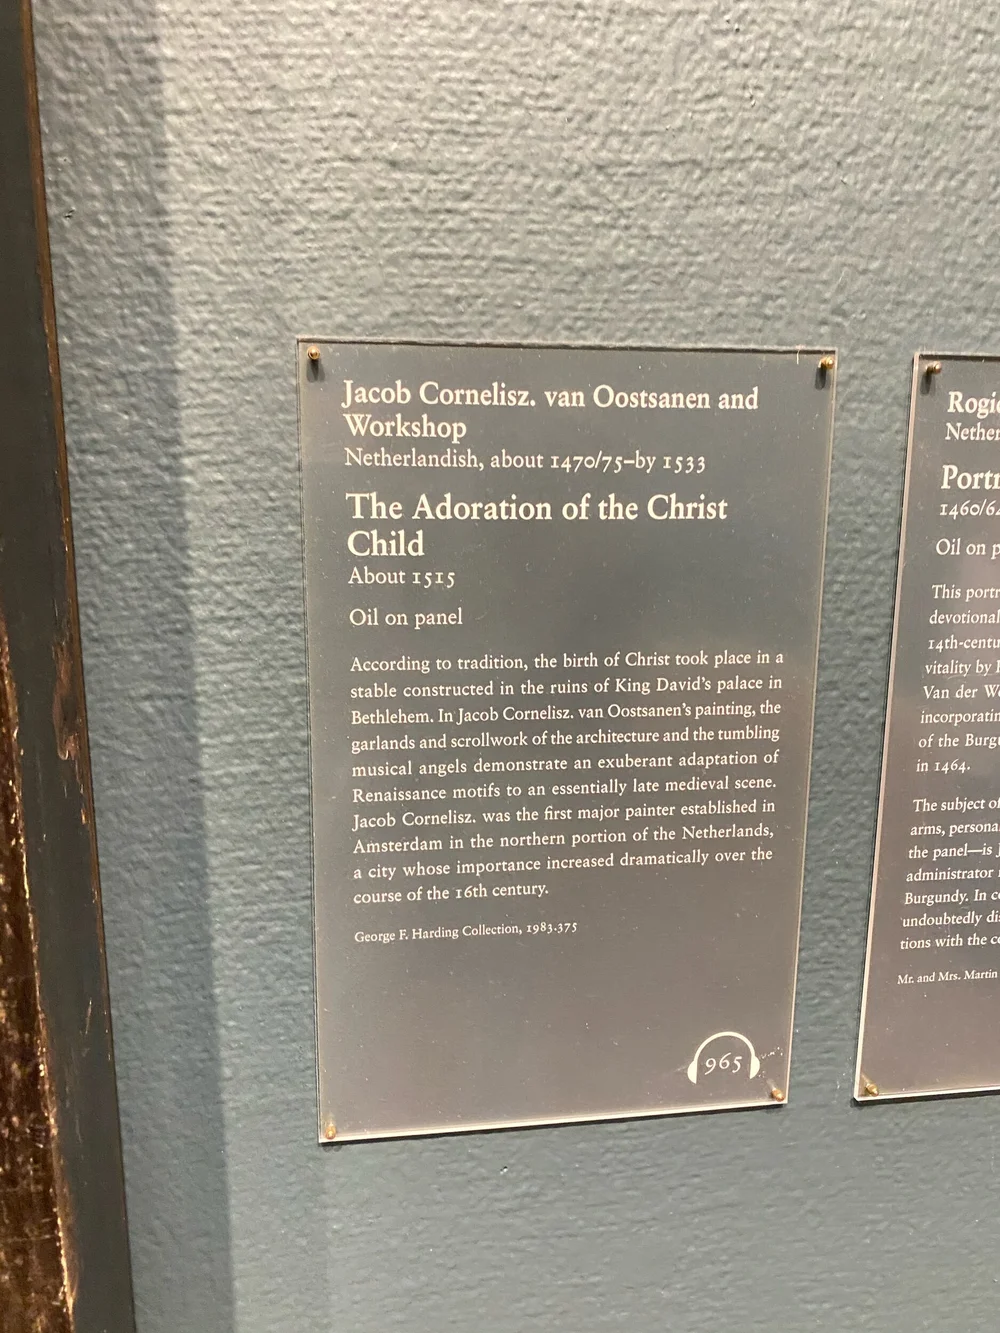 Jacob Cornelisz. van Oostsanen and
Workshop
Netherlandish, about 1470/75–by 1533
The Adoration of the Christ
Child
About 1515
Oil on panel
According to tradition, the birth of Christ took place in a
stable constructed in the ruins of King David's palace in
Bethlehem. In Jacob Cornelisz. van Oostsanen's painting, the
garlands and scrollwork of the architecture and the tumbling
musical angels demonstrate an exuberant adaptation of
Renaissance motifs to an essentially late medieval scene.
Jacob Cornelisz. was the first major painter established in
Amsterdam in the northern portion of the Netherlands,
a city whose importance increased dramatically over the
course of the 16th century.
George F. Harding Collection, 1983.375
965
Portr
Oil on p
This portr
devotional
14th-centu
vitality by
Van der
incorporatin
of the Burgu
in 1464.
The subject of
arms, persona
the panel—is
administrator
Burgundy. In
undoubtedly di
tions with the
Mr. and Mrs. Martin